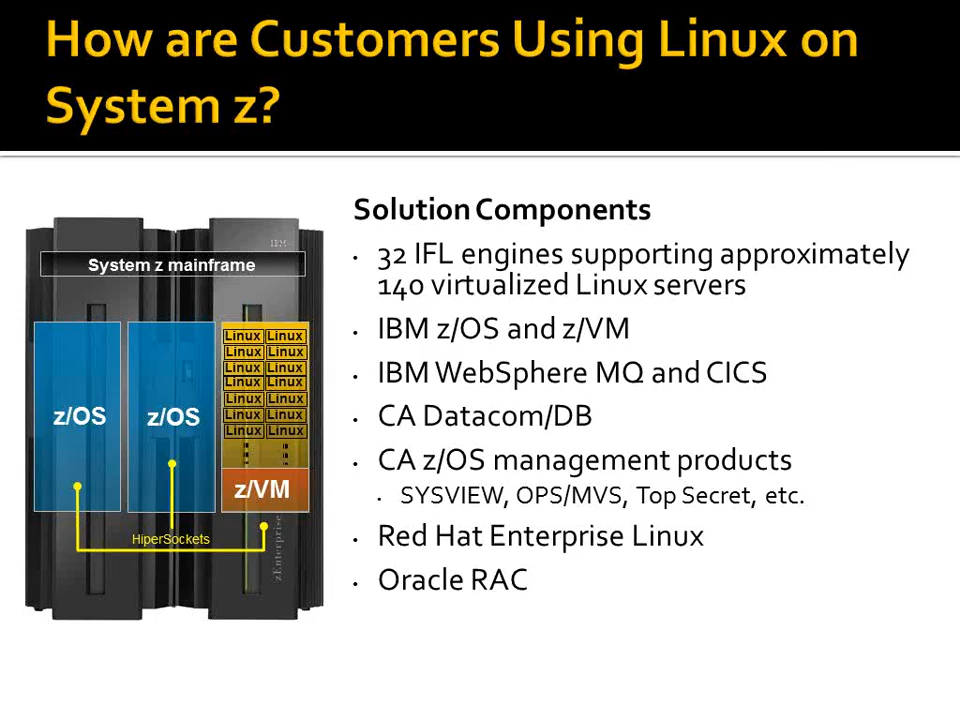 How are Customers Using Linux on
System z?
IBM
System z mainframe
z/OS
z/OS
Linux Linux
Linux Linux
Linux Linux
Linux Linux
Linux Linux
Linux Linux
Linux Linux
z/VM
HiperSockets
zEnterprise
Solution Components
• 32 IFL engines supporting approximately
140 virtualized Linux servers
• IBM z/OS and z/VM
• IBM WebSphere MQ and CICS
• CA Datacom/DB
• CA z/OS management products
• SYSVIEW, OPS/MVS, Top Secret, etc.
• Red Hat Enterprise Linux
• Oracle RAC